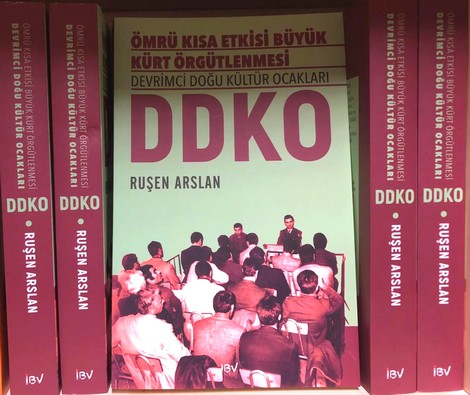 DEVRİMCİ DOĞU KÜLTÜR OCAKLARI
ÖMRÜ KISA ETKİSİ BÜYÜK KÜRT ÖRGÜTLENMESİ
DDKO • RUŞEN ARSLAN
İBV
DEVRİMCİ DOĞU KÜLTÜR OCAKLARI
ÖMRÜ KISA ETKİSİ BÜYÜK KÜRT ÖRGÜTLENMESİ
DDKO • RUŞEN ARSLAN
İBV
ÖMRÜ KISA ETKİSİ BÜYÜK
KÜRT ÖRGÜTLENMESİ
DEVRİMCİ DOĞU KÜLTÜR OCAKLARI
DDKO
RUŞEN ARSLAN
İBV
ÖMRÜ KISA ETKİSİ BÜYÜK KÜRT ÖRGÜTLENMESİ
DEVRİMCİ DOĞU KÜLTÜR OCAKLARI
DDKO • RUŞEN ARSLAN
İBV
ÖMRÜ KISA ETKİSİ BÜYÜK KÜRT ÖRGÜTLENMESİ
DEVRİMCİ DOĞU KÜLTÜR OCAKLARI
DDKO • RUŞEN ARSLAN
İBV